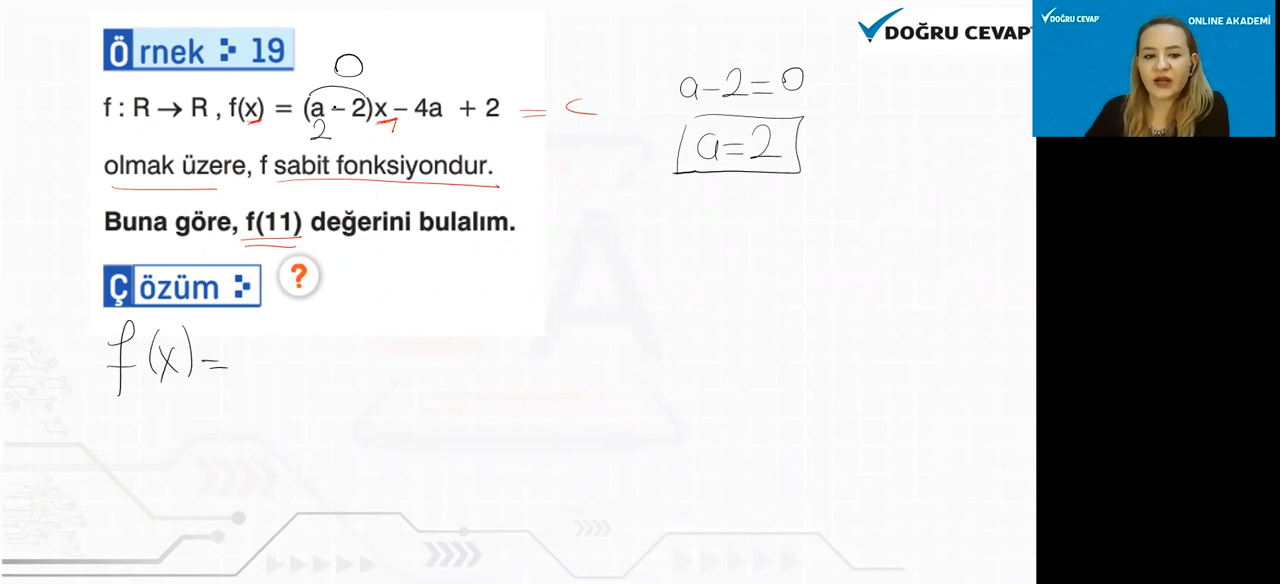 Örnek 19
0
f : R → R , f(x) = (a - 2)x - 4a + 2 = c
2 1
olmak üzere, f sabit fonksiyondur.
Buna göre, f(11) değerini bulalım.
Çözüm ?
f(x) =
a-2=0
a=2
DOĞRU CEVAP
DOĞRU CEVAP
ONLINE AKADEMİ